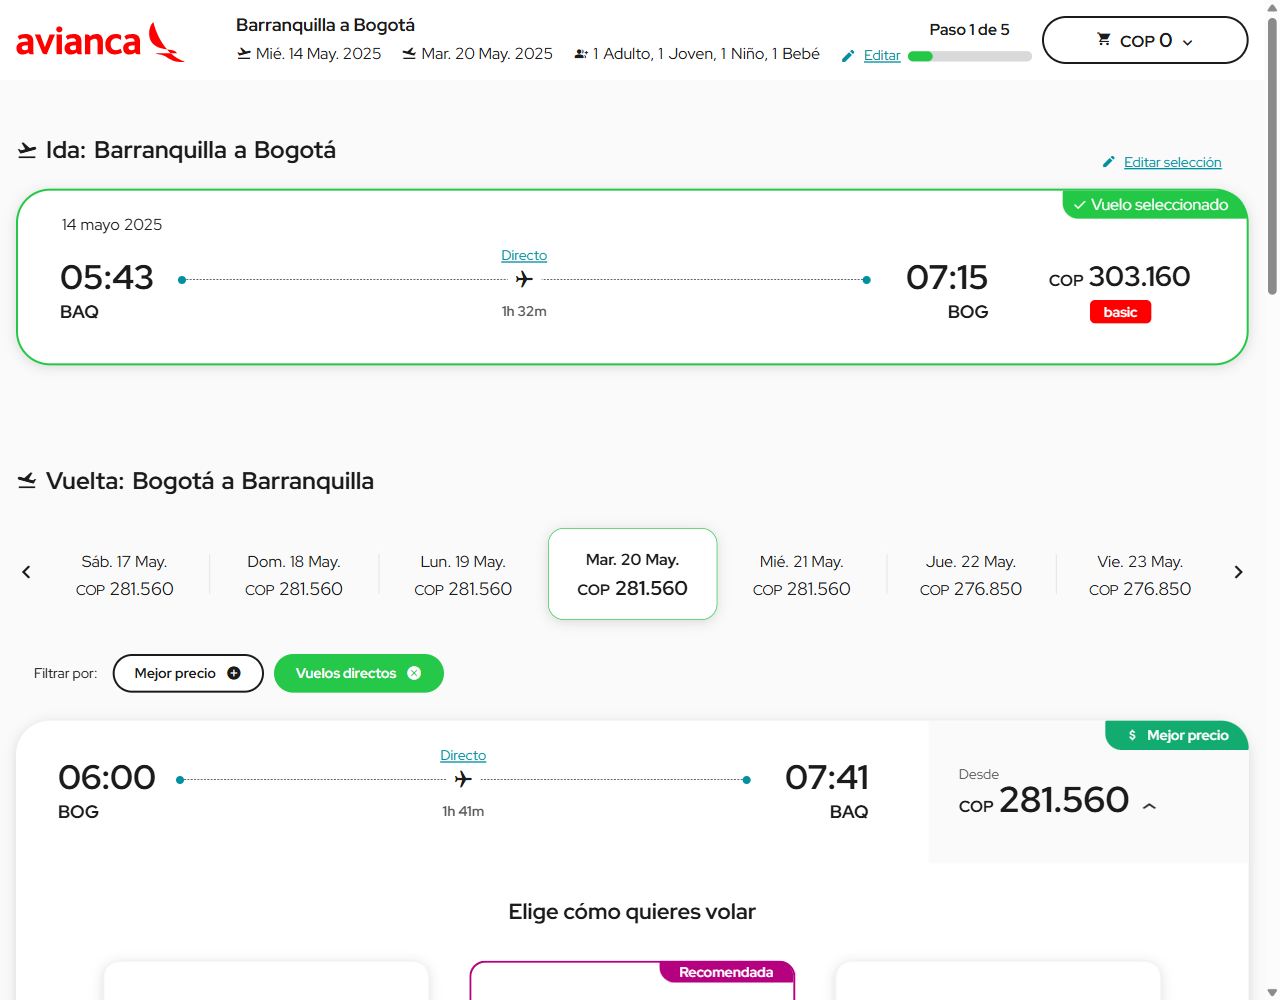 avianca
Barranquilla a Bogotá
Mié. 14 May. 2025
Mar. 20 May. 2025
1 Adulto, 1 Joven, 1 Niño, 1 Bebé
Editar
Paso 1 de 5
COP 0
Ida: Barranquilla a Bogotá
Editar selección
Vuelo seleccionado
14 mayo 2025
05:43
BAQ
Directo
1h 32m
07:15
BOG
COP 303.160
basic
Vuelta: Bogotá a Barranquilla
Sáb. 17 May.
COP 281.560
Dom. 18 May.
COP 281.560
Lun. 19 May.
COP 281.560
Mar. 20 May.
COP 281.560
Mié. 21 May.
COP 281.560
Jue. 22 May.
COP 276.850
Vie. 23 May.
COP 276.850
Filtrar por:
Mejor precio
Vuelos directos
$ Mejor precio
06:00
BOG
Directo
1h 41m
07:41
BAQ
Desde
COP 281.560
Elige cómo quieres volar
Recomendada